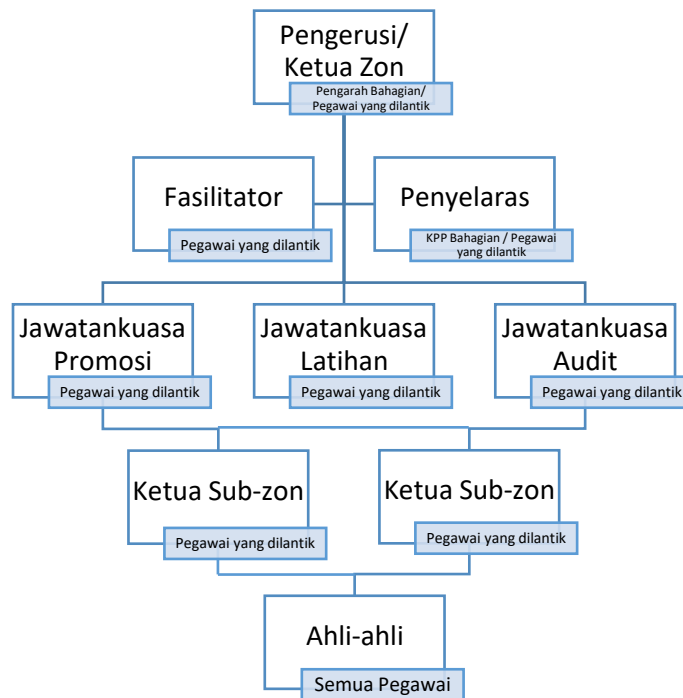 Pengerusi/
Ketua Zon
Pengarah Bahagian/
Pegawai yang dilantik
Fasilitator
Pegawai yang dilantik
Penyelaras
KPP Bahagian / Pegawai
yang dilantik
Jawatankuasa
Promosi
Pegawai yang dilantik
Jawatankuasa
Latihan
Pegawai yang dilantik
Jawatankuasa
Audit
Pegawai yang dilantik
Ketua Sub-zon
Pegawai yang dilantik
Ketua Sub-zon
Pegawai yang dilantik
Ahli-ahli
Semua Pegawai